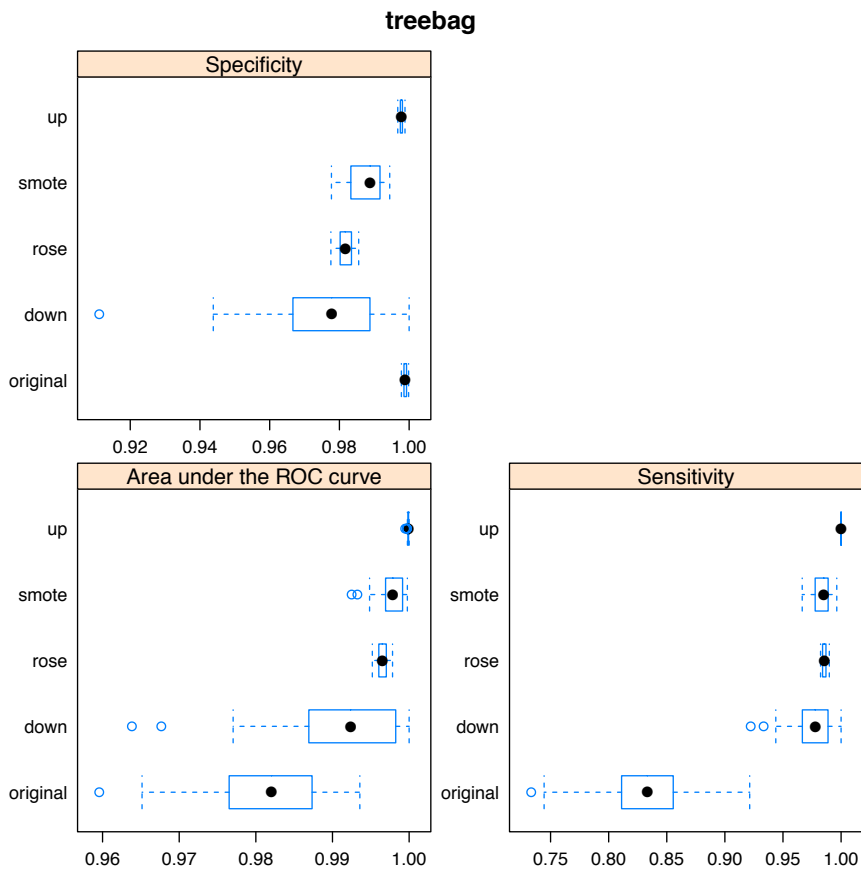 treebag
Specificity
up
smote
rose
down
original
0.92 0.94 0.96 0.98 1.00
Area under the ROC curve
up
smote
rose
down
original
0.96 0.97 0.98 0.99 1.00
Sensitivity
up
smote
rose
down
original
0.75 0.80 0.85 0.90 0.95 1.00